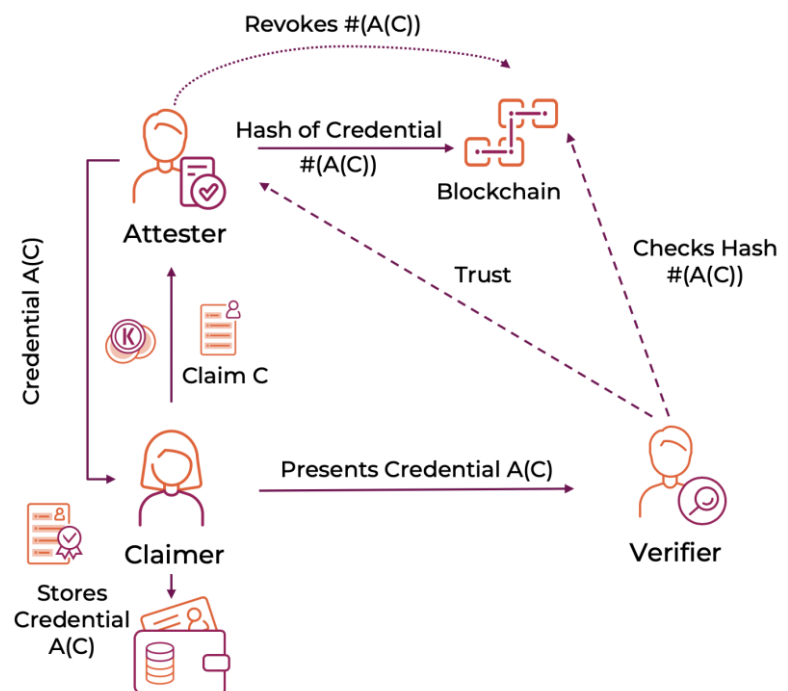 Revokes #(A(C))
Hash of Credential
#(A(C))
Blockchain
Attester
Credential A(C)
Checks Hash
#(A(C))
Trust
K
Claim C
Presents Credential A(C)
Claimer
Verifier
Stores
Credential
A(C)